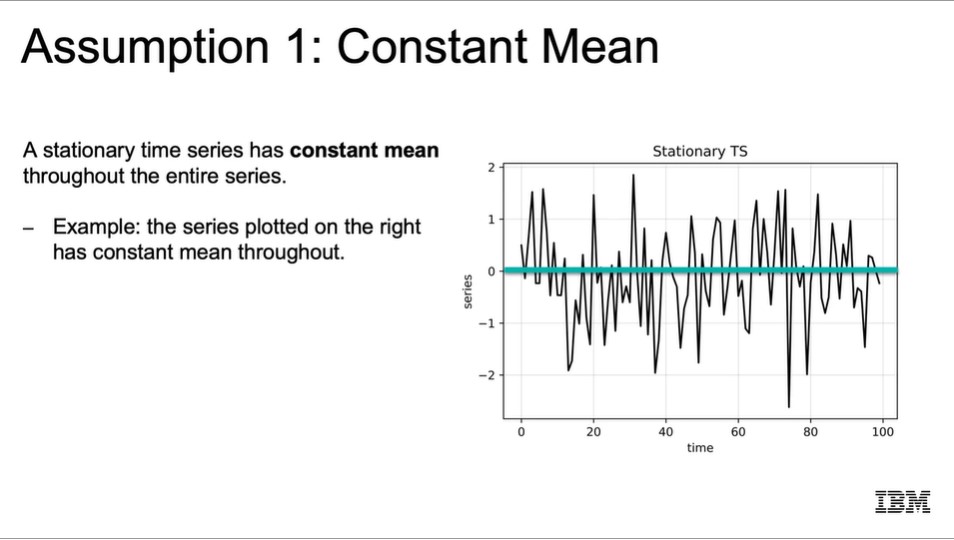 Assumption 1: Constant Mean
A stationary time series has constant mean
throughout the entire series.
– Example: the series plotted on the right
has constant mean throughout.
Stationary TS
2
1
0
−1
−2
series
0 20 40 60 80 100
time
IBM